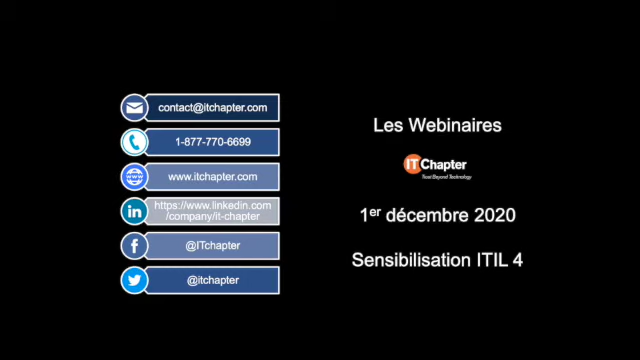 contact@itchapter.com
1-877-770-6699
www.itchapter.com
https://www.linkedin.com
/company/it-chapter
@ITchapter
@itchapter
Les Webinaires
IT Chapter
Trust Beyond Technology
1er décembre 2020
Sensibilisation ITIL 4